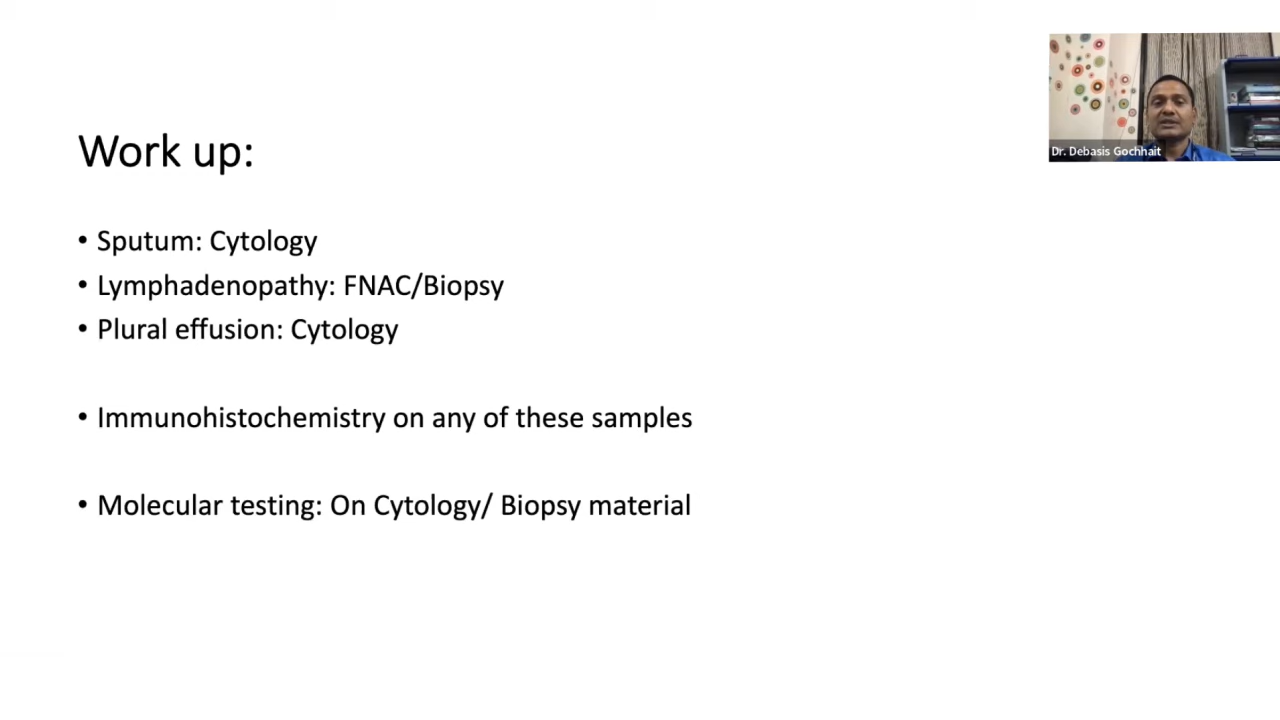 Dr. Debasis Gochhait
Work up:
• Sputum: Cytology
• Lymphadenopathy: FNAC/Biopsy
• Plural effusion: Cytology
• Immunohistochemistry on any of these samples
• Molecular testing: On Cytology/ Biopsy material